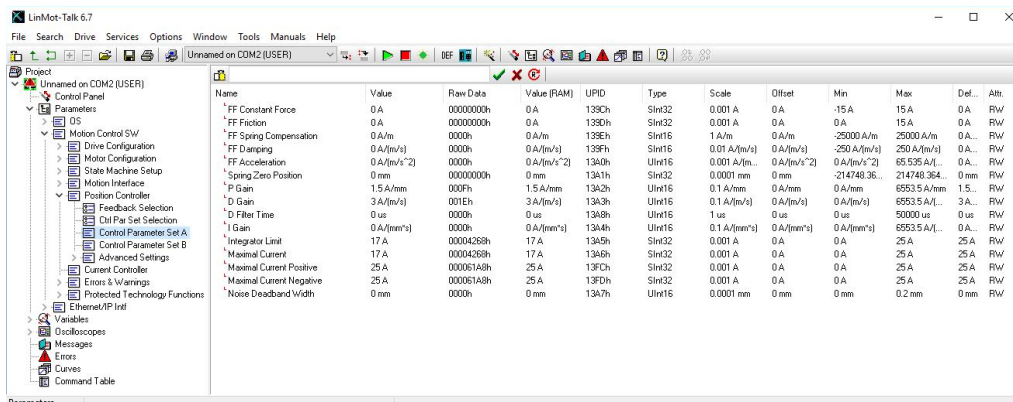 LinMot-Talk 6.7
File Search Drive Services Options Window Tools Manuals Help
Unnamed on COM2 (USER)
DEF
Project
Unnamed on COM2 (USER)
Control Panel
Parameters
OS
Motion Control SW
Drive Configuration
Motor Configuration
State Machine Setup
Motion Interface
Position Controller
Feedback Selection
Ctrl Par Set Selection
Control Parameter Set A
Control Parameter Set B
Advanced Settings
Current Controller
Errors & Warnings
Protected Technology Functions
Ethernet/IP Intf
Variables
Oscilloscopes
Messages
Errors
Curves
Command Table
Name Value Raw Data Value (RAM) UPID Type Scale Offset Min Max Def... Attr.
FF Constant Force 0 A 00000000h 0 A 139Ch SInt32 0.001 A 0 A -15 A 15 A 0 A RW
FF Friction 0 A 00000000h 0 A 139Dh SInt32 0.001 A 0 A 0 A 15 A 0 A RW
FF Spring Compensation 0 A/m 0000h 0 A/m 139Eh SInt16 1 A/m 0 A/m -25000 A/m 25000 A/m 0 A... RW
FF Damping 0 A/(m/s) 0000h 0 A/(m/s) 139Fh SInt16 0.01 A/(m/s) 0 A/(m/s) -250 A/(m/s) 250 A/(m/s) 0 A... RW
FF Acceleration 0 A/(m/s^2) 0000h 0 A/(m/s^2) 13A0h UInt16 0.001 A/(m... 0 A/(m/s^2) 0 A/(m/s^2) 65.535 A/(... 0 A... RW
Spring Zero Position 0 mm 00000000h 0 mm 13A1h SInt32 0.0001 mm 0 mm -214748.36... 214748.364... 0 mm RW
P Gain 1.5 A/mm 000Fh 1.5 A/mm 13A2h UInt16 0.1 A/mm 0 A/mm 0 A/mm 6553.5 A/mm 1.5... RW
D Gain 3 A/(m/s) 001Eh 3 A/(m/s) 13A3h UInt16 0.1 A/(m/s) 0 A/(m/s) 0 A/(m/s) 6553.5 A/(... 3 A... RW
D Filter Time 0 us 0000h 0 us 13A8h UInt16 1 us 0 us 0 us 50000 us 0 us RW
I Gain 0 A/(mm*s) 0000h 0 A/(mm*s) 13A4h UInt16 0.1 A/(mm*s) 0 A/(mm*s) 0 A/(mm*s) 6553.5 A/(... 0 A... RW
Integrator Limit 17 A 00004268h 17 A 13A5h SInt32 0.001 A 0 A 0 A 25 A 25 A RW
Maximal Current 17 A 00004268h 17 A 13A6h SInt32 0.001 A 0 A 0 A 25 A 25 A RW
Maximal Current Positive 25 A 000061A8h 25 A 13FCh SInt32 0.001 A 0 A 0 A 25 A 25 A RW
Maximal Current Negative 25 A 000061A8h 25 A 13FDh SInt32 0.001 A 0 A 0 A 25 A 25 A RW
Noise Deadband Width 0 mm 0000h 0 mm 13A7h UInt16 0.0001 mm 0 mm 0 mm 0.2 mm 0 mm RW
Parameters